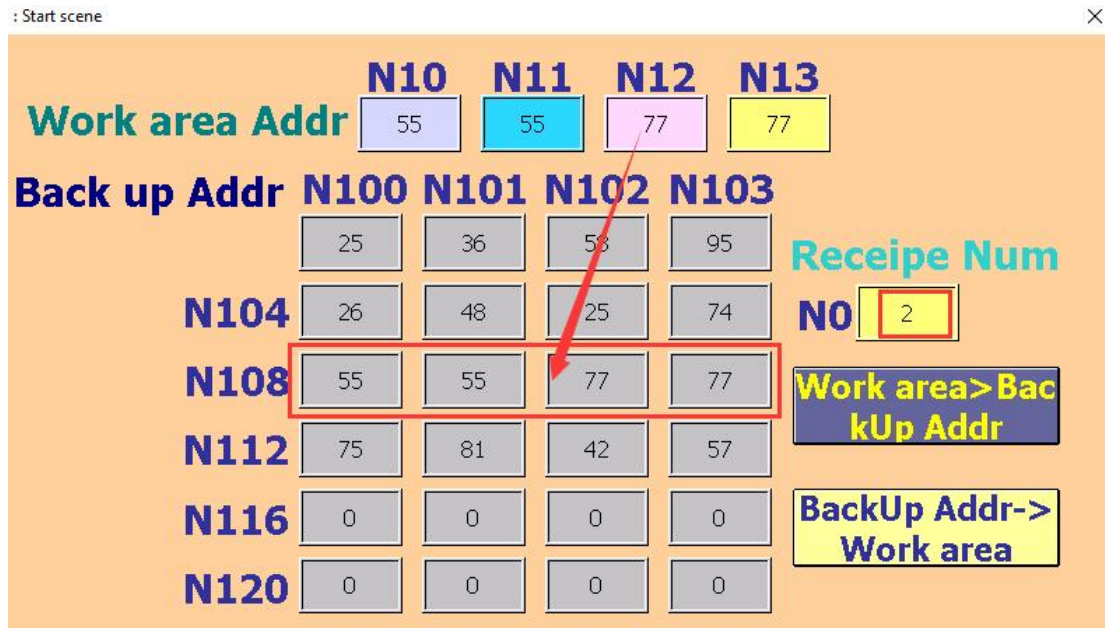 : Start scene
N10 N11 N12 N13
Work area Addr 55 55 77 77
Back up Addr N100 N101 N102 N103
25 36 58 95
Receipe Num
N104 26 48 25 74
N0 2
N108 55 55 77 77
Work area>Bac
kUp Addr
N112 75 81 42 57
N116 0 0 0 0
BackUp Addr->
Work area
N120 0 0 0 0